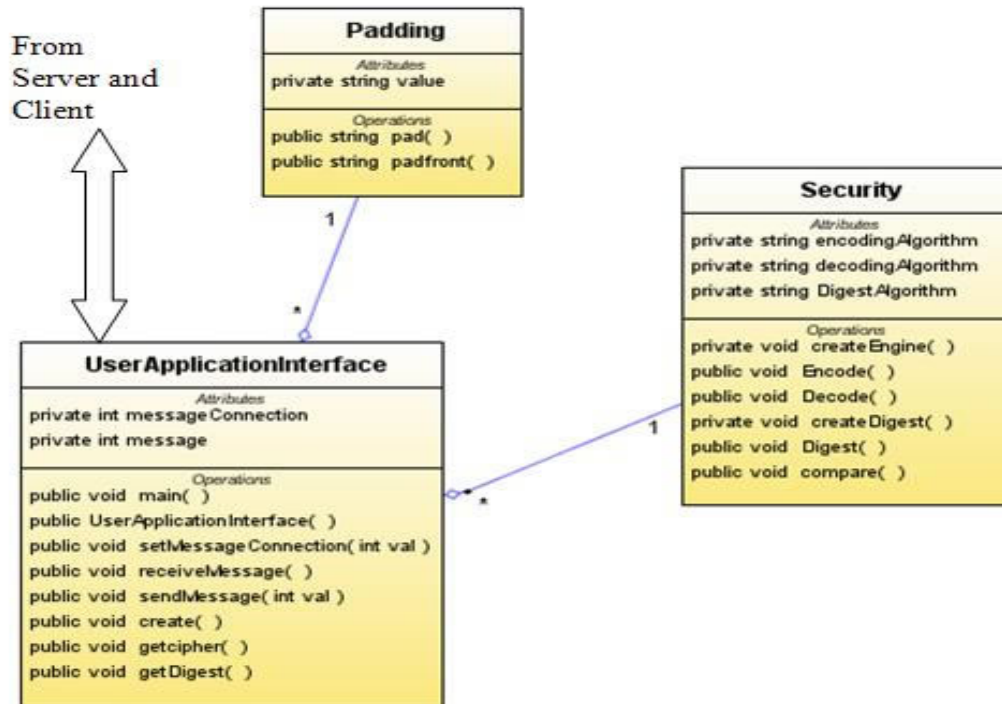 From
Server and
Client
Padding
Attributes
private string value
Operations
public string pad( )
public string padfront( )
1
*
Security
Attributes
private string encodingAlgorithm
private string decodingAlgorithm
private string DigestAlgorithm
Operations
private void createEngine( )
public void Encode( )
public void Decode( )
private void createDigest( )
public void Digest( )
public void compare( )
1
*
UserApplicationInterface
Attributes
private int messageConnection
private int message
Operations
public void main( )
public UserApplicationInterface( )
public void setMessageConnection( int val )
public void receiveMessage( )
public void sendMessage( int val )
public void create( )
public void getcipher( )
public void getDigest( )